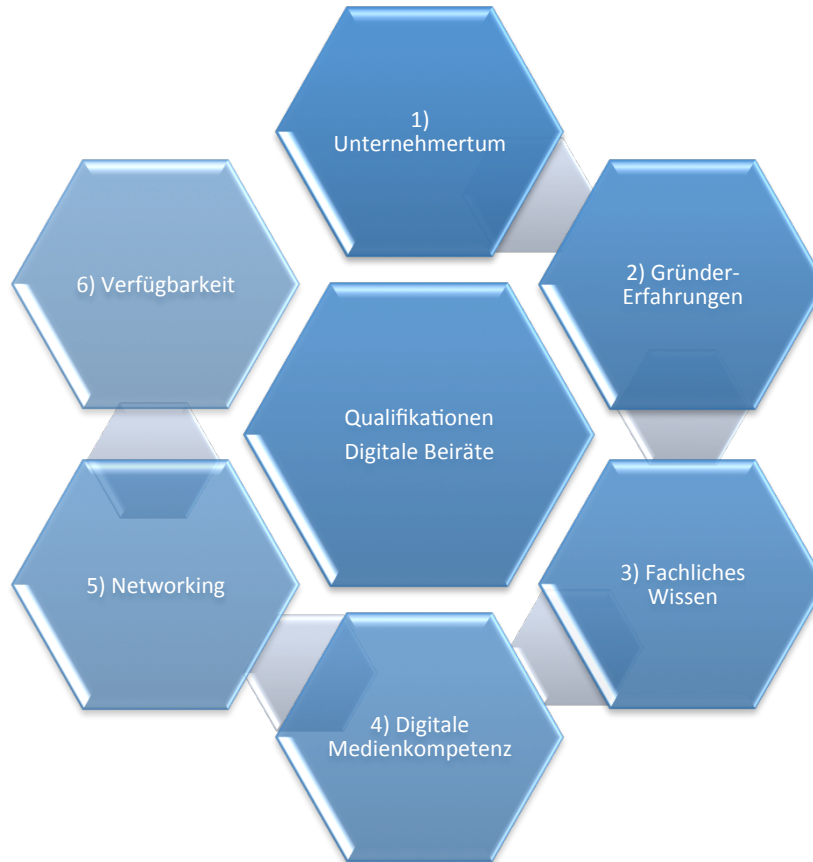 1)
Unternehmertum
2) Gründer-
Erfahrungen
3) Fachliches
Wissen
4) Digitale
Medienkompetenz
5) Networking
6) Verfügbarkeit
Qualifikationen
Digitale Beiräte